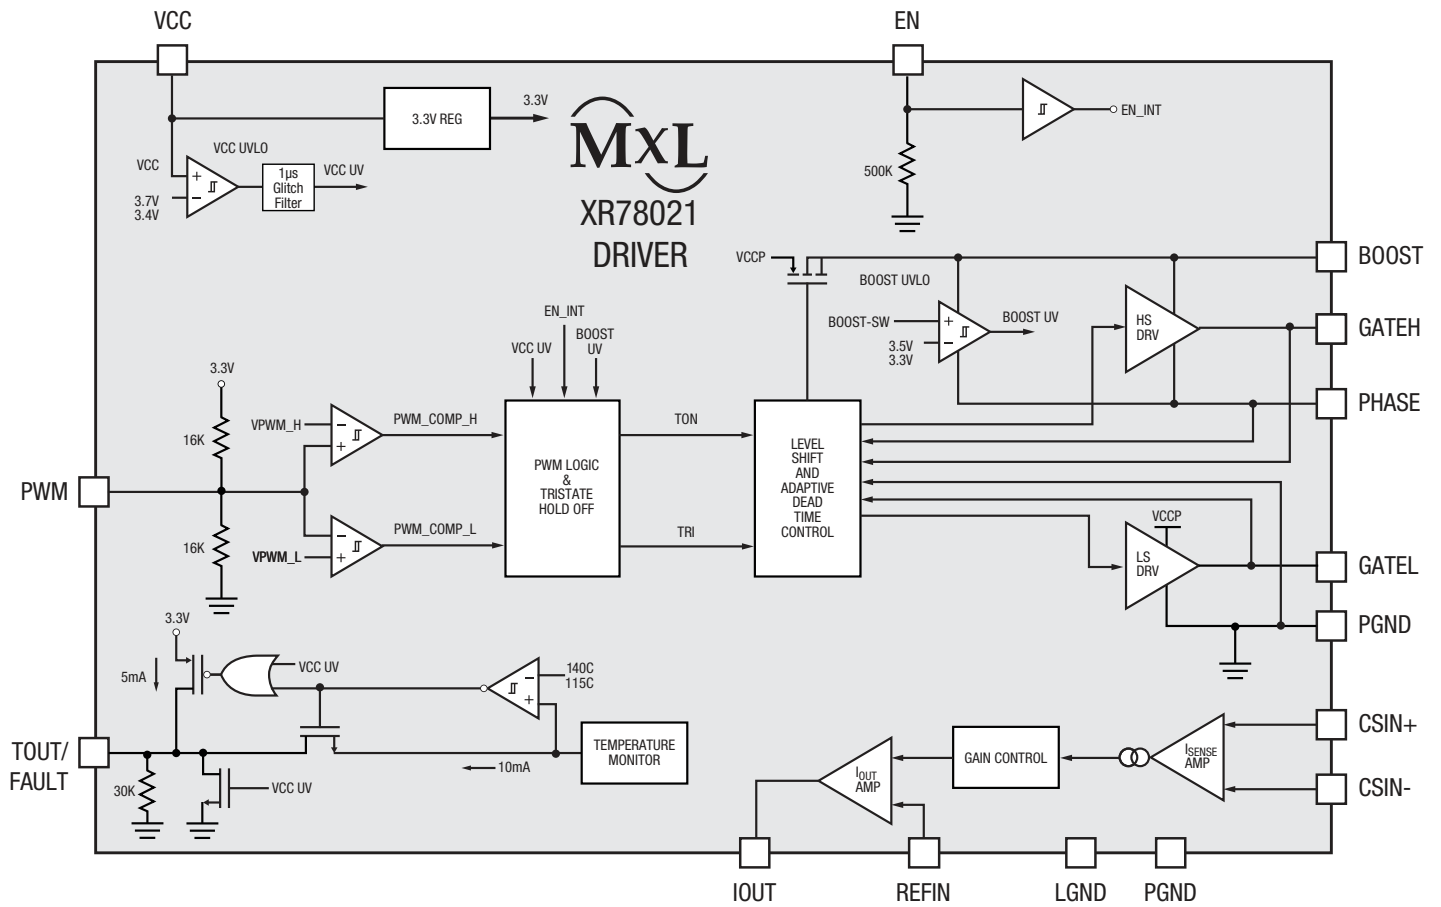 VCC
EN
3.3V REG
3.3V
MXL
XR78021
DRIVER
EN_INT
500K
VCC UVLO
VCC
+
−
3.7V
3.4V
1µs
Glitch
Filter
VCC UV
VCCP
BOOST UVLO
BOOST
BOOST-SW
+
−
3.5V
3.3V
BOOST UV
HS
DRV
GATEH
PHASE
EN_INT
VCC UV
BOOST
UV
3.3V
16K
16K
PWM
VPWM_H
−
+
PWM_COMP_H
−
+
VPWM_L
PWM_COMP_L
PWM LOGIC
&
TRISTATE
HOLD OFF
TON
TRI
LEVEL
SHIFT
AND
ADAPTIVE
DEAD
TIME
CONTROL
VCCP
LS
DRV
GATEL
PGND
3.3V
5mA
VCC UV
−
+
140C
115C
TOUT/
FAULT
30K
VCC UV
10mA
TEMPERATURE
MONITOR
IOUT
AMP
GAIN CONTROL
ISENSE
AMP
CSIN+
CSIN-
IOUT
REFIN
LGND
PGND